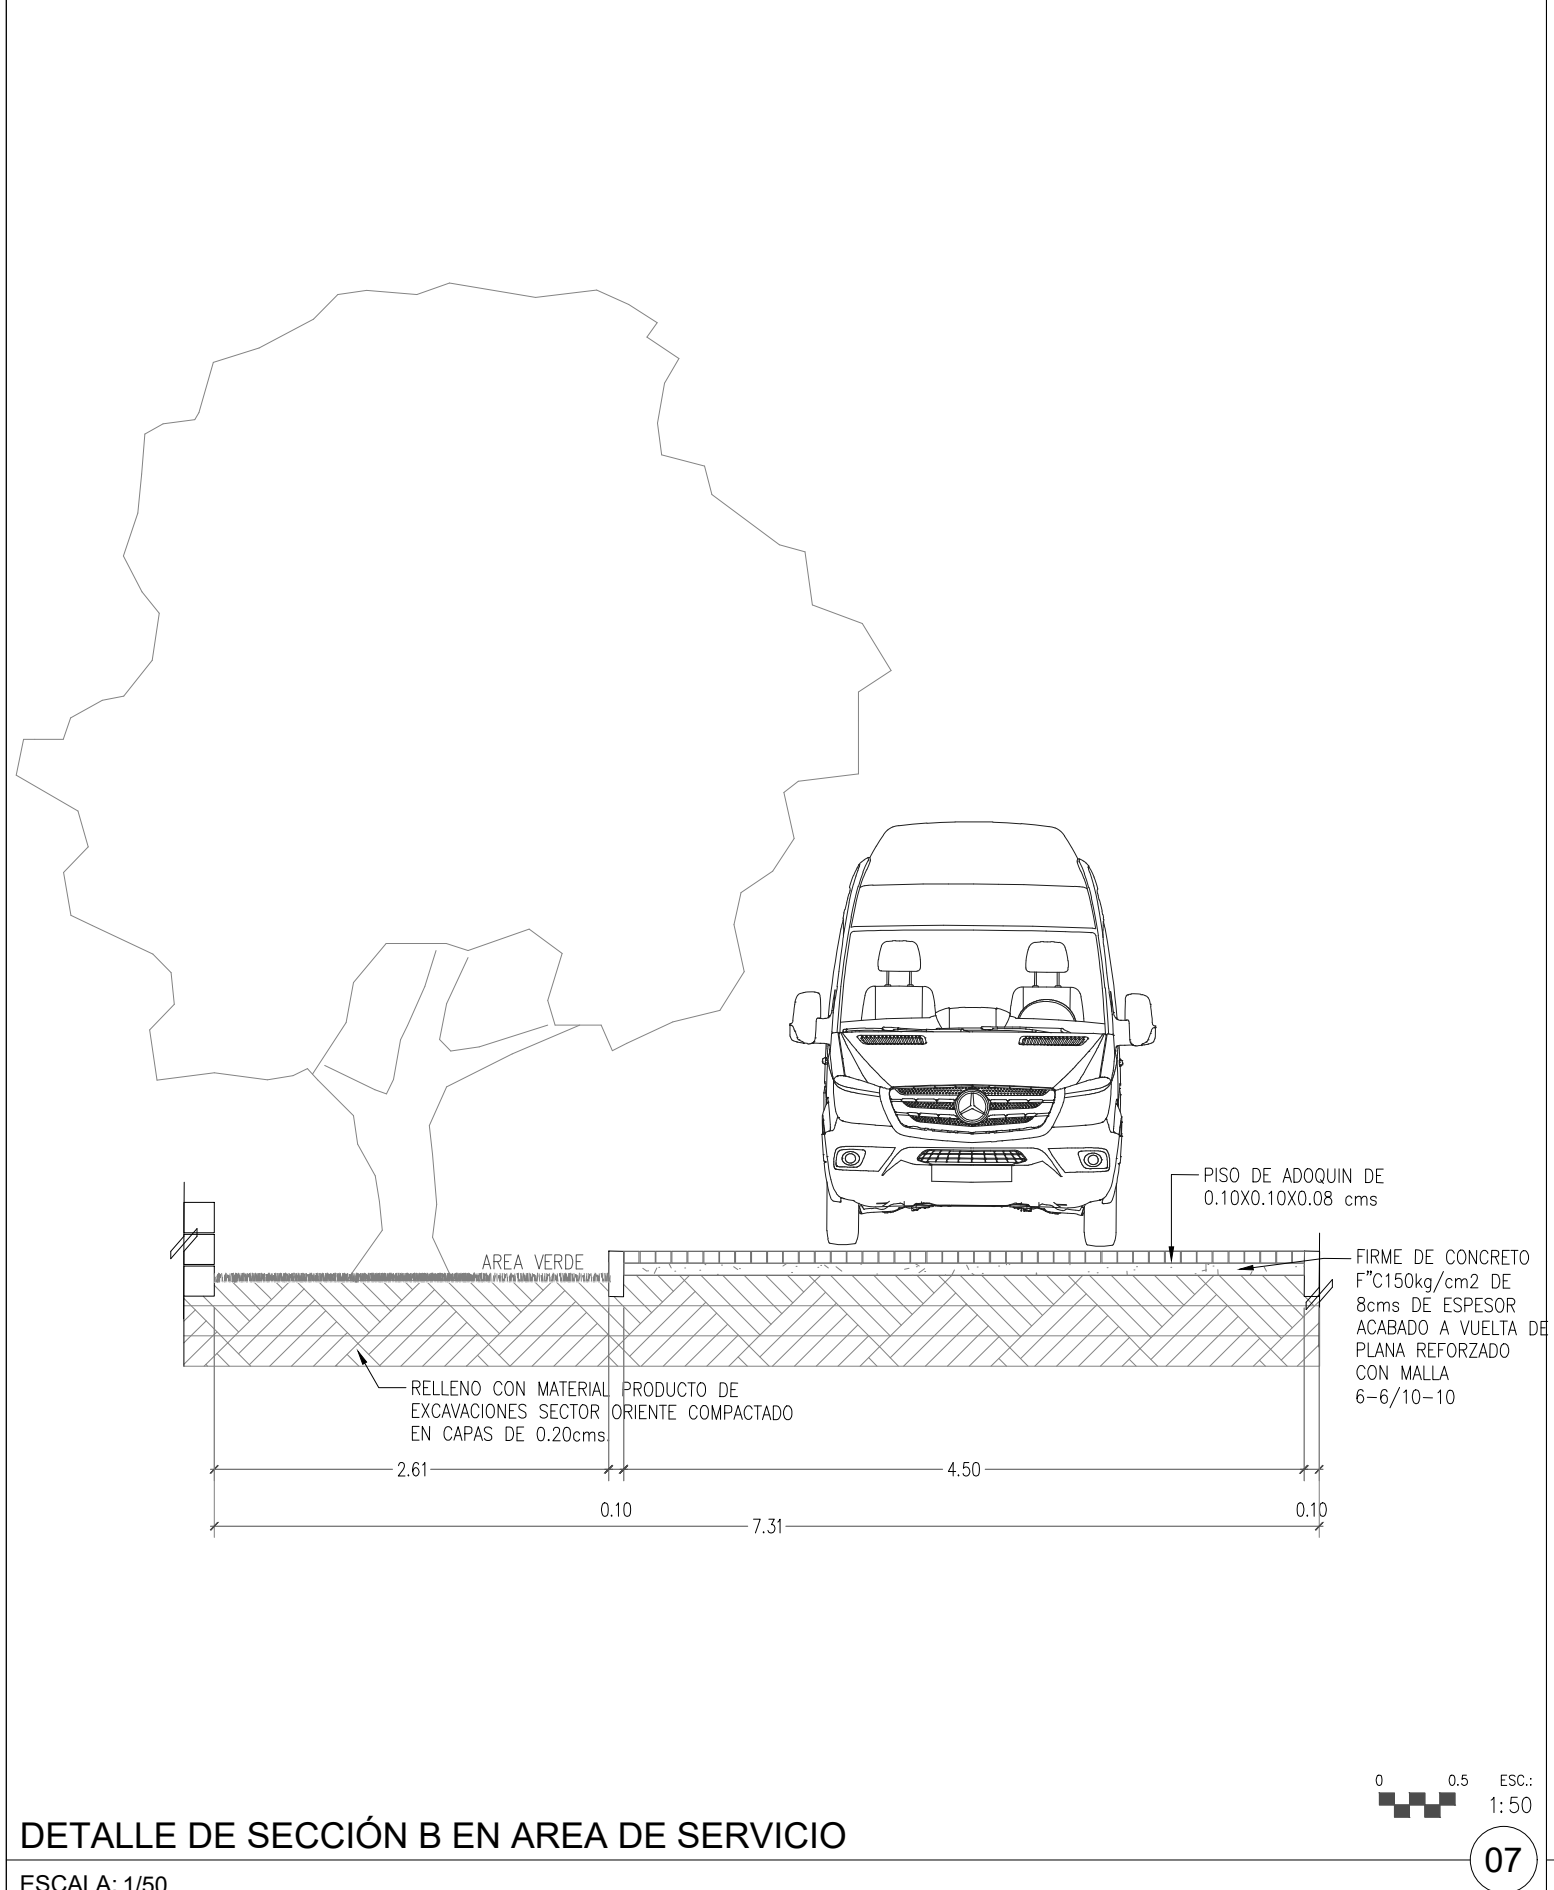 PISO DE ADOQUIN DE
0.10X0.10X0.08 cms
AREA VERDE
FIRME DE CONCRETO
F"C150kg/cm2 DE
8cms DE ESPESOR
ACABADO A VUELTA DE
PLANA REFORZADO
CON MALLA
6-6/10-10
RELLENO CON MATERIAL PRODUCTO DE
EXCAVACIONES SECTOR ORIENTE COMPACTADO
EN CAPAS DE 0.20cms.
2.61
4.50
0.10
0.10
7.31
0 0.5 ESC.:
1:50
DETALLE DE SECCIÓN B EN AREA DE SERVICIO
07
ESCALA: 1/50